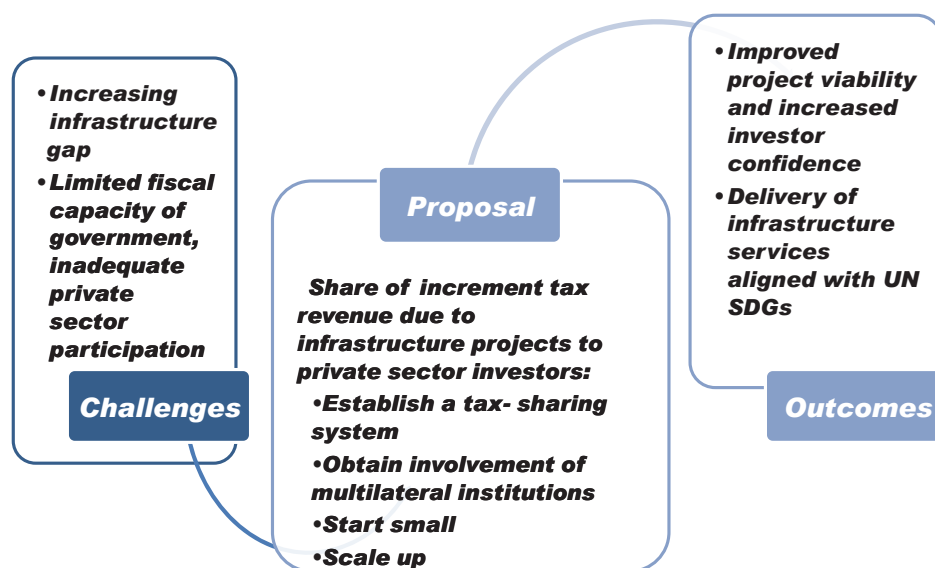 •Increasing
infrastructure
gap
•Limited fiscal
capacity of
government,
inadequate
private
sector
participation
Challenges
Proposal
Share of increment tax
revenue due to
infrastructure projects to
private sector investors:
•Establish a tax- sharing
system
•Obtain involvement of
multilateral institutions
•Start small
•Scale up
•Improved
project viability
and increased
investor
confidence
•Delivery of
infrastructure
services
aligned with UN
SDGs
Outcomes